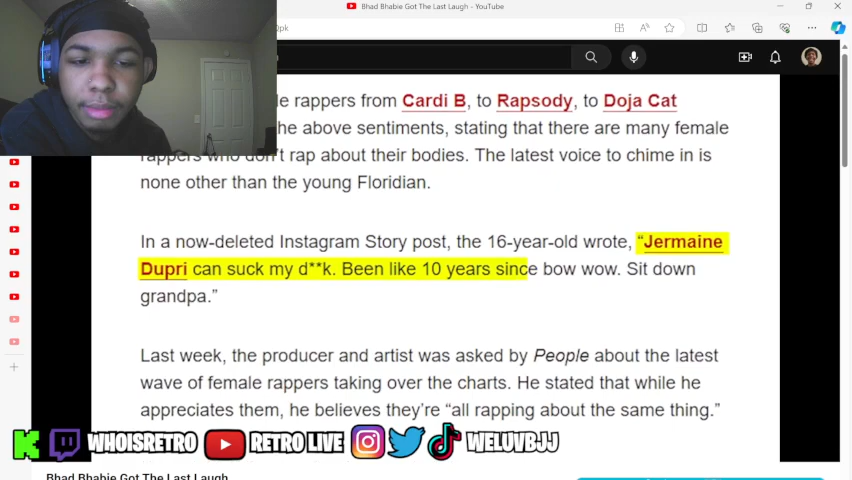 Bhad Bhabie Got The Last Laugh - YouTube
le rappers from Cardi B, to Rapsody, to Doja Cat
he above sentiments, stating that there are many female
rappers who don't rap about their bodies. The latest voice to chime in is
none other than the young Floridian.
In a now-deleted Instagram Story post, the 16-year-old wrote, “Jermaine
Dupri can suck my d**k. Been like 10 years since bow wow. Sit down
grandpa.”
Last week, the producer and artist was asked by People about the latest
wave of female rappers taking over the charts. He stated that while he
appreciates them, he believes they’re “all rapping about the same thing.”
WHOISRETRO RETRO LIVE WELUVBJJ
Bhad Bhabie Got The Last Laugh